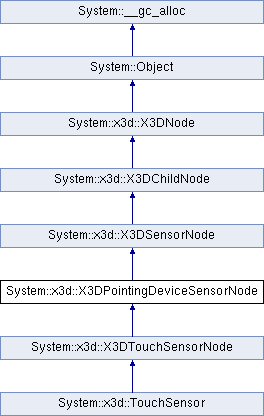 System::__gc_alloc
System::Object
System::x3d::X3DNode
System::x3d::X3DChildNode
System::x3d::X3DSensorNode
System::x3d::X3DPointingDeviceSensorNode
System::x3d::X3DTouchSensorNode
System::x3d::TouchSensor